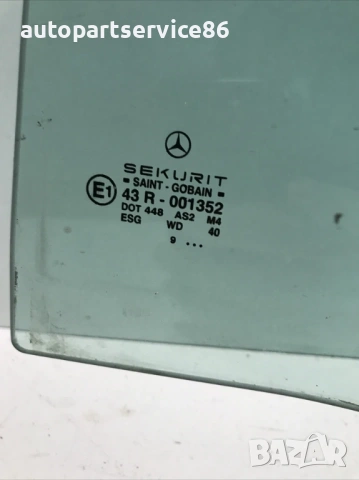 autopartservice86
SEKURIT
SAINT - GOBAIN
E1 43 R - 001352
DOT 448 AS2 M4
ESG WD 40
9 ...
BAZAR